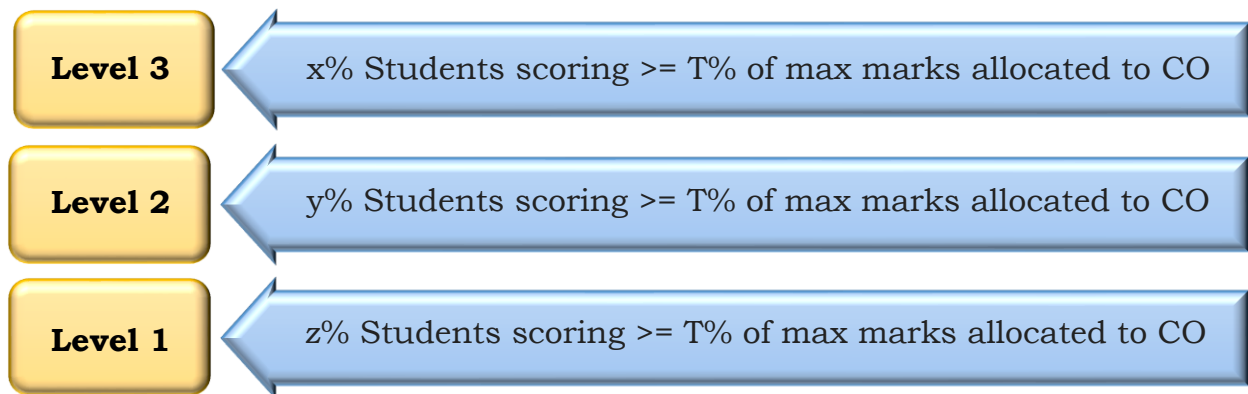 Level 3
x% Students scoring >= T% of max marks allocated to CO
Level 2
y% Students scoring >= T% of max marks allocated to CO
Level 1
z% Students scoring >= T% of max marks allocated to CO